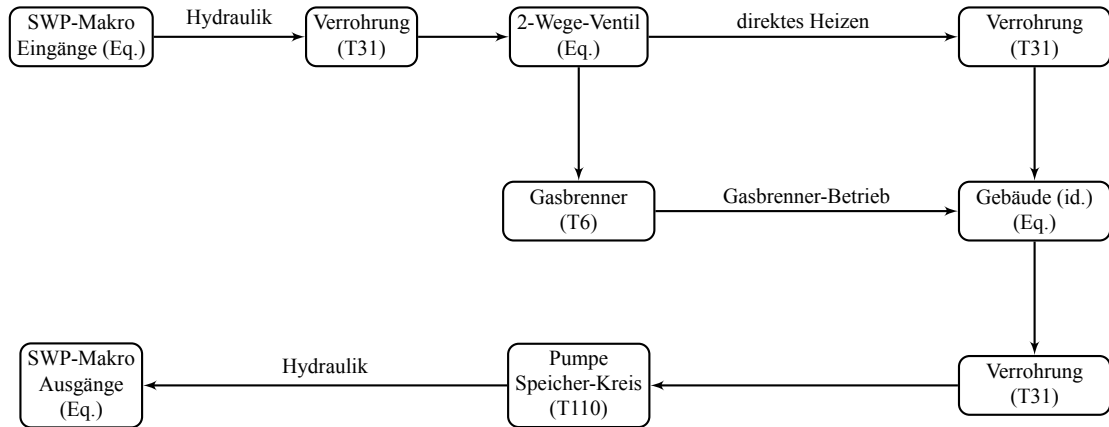 SWP-Makro
Eingänge (Eq.)
Hydraulik
Verrohrung
(T31)
2-Wege-Ventil
(Eq.)
direktes Heizen
Verrohrung
(T31)
Gasbrenner
(T6)
Gasbrenner-Betrieb
Gebäude (id.)
(Eq.)
SWP-Makro
Ausgänge
(Eq.)
Hydraulik
Pumpe
Speicher-Kreis
(T110)
Verrohrung
(T31)